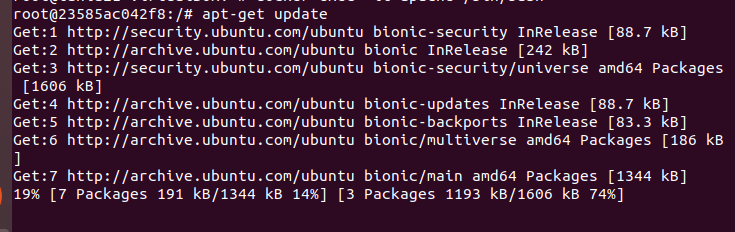 root@23585ac042f8:/# apt-get update
Get:1 http://security.ubuntu.com/ubuntu bionic-security InRelease [88.7 kB]
Get:2 http://archive.ubuntu.com/ubuntu bionic InRelease [242 kB]
Get:3 http://security.ubuntu.com/ubuntu bionic-security/universe amd64 Packages
 [1606 kB]
Get:4 http://archive.ubuntu.com/ubuntu bionic-updates InRelease [88.7 kB]
Get:5 http://archive.ubuntu.com/ubuntu bionic-backports InRelease [83.3 kB]
Get:6 http://archive.ubuntu.com/ubuntu bionic/multiverse amd64 Packages [186 kB
]
Get:7 http://archive.ubuntu.com/ubuntu bionic/main amd64 Packages [1344 kB]
19% [7 Packages 191 kB/1344 kB 14%] [3 Packages 1193 kB/1606 kB 74%]